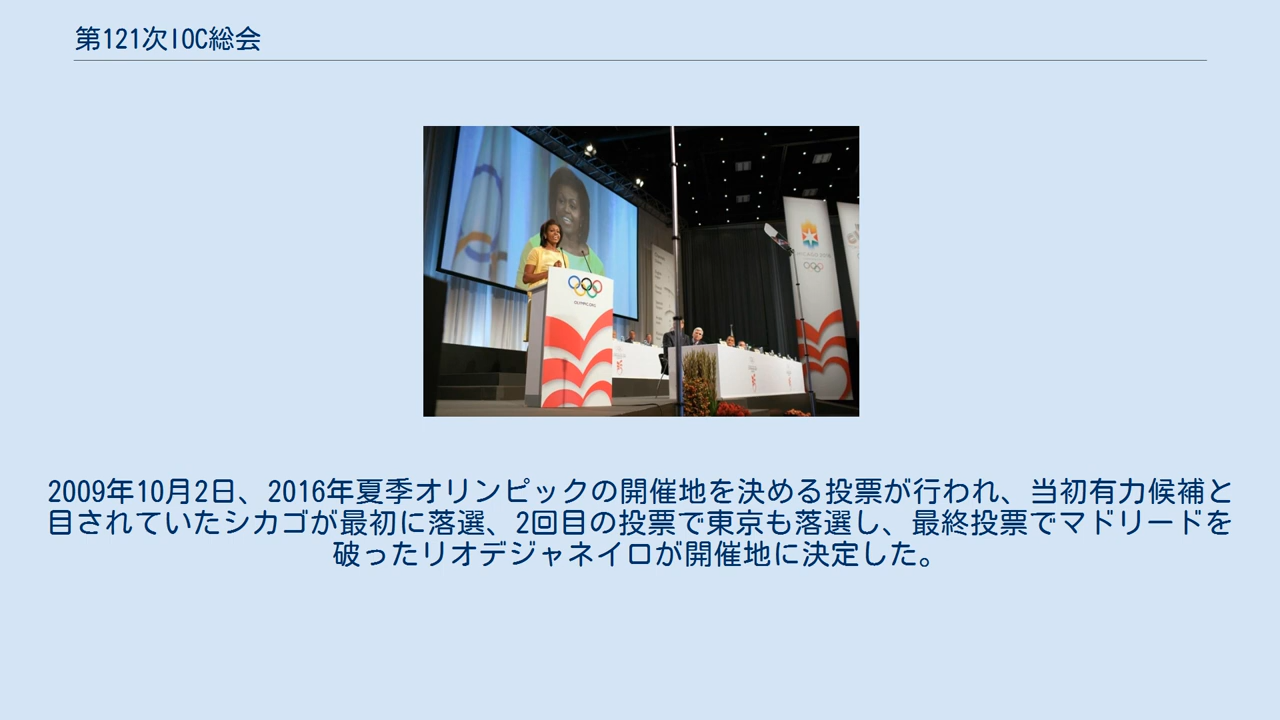 第121次IOC総会
2009年10月2日、2016年夏季オリンピックの開催地を決める投票が行われ、当初有力候補と
目されていたシカゴが最初に落選、2回目の投票で東京も落選し、最終投票でマドリードを
破ったリオデジャネイロが開催地に決定した。